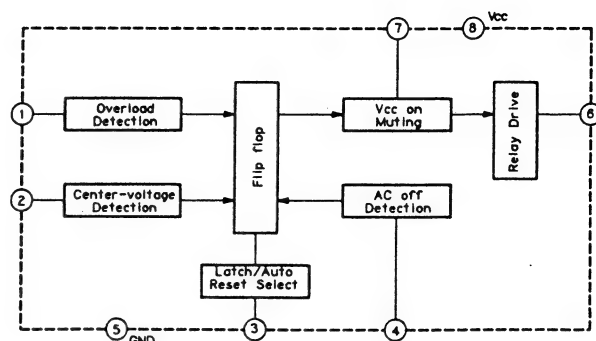 7
8
Vcc
1
Overload
Detection
Flip flop
Vcc on
Muting
Relay Drive
6
2
Center-voltage
Detection
AC off
Detection
Latch/Auto
Reset Select
5
GND
3
4